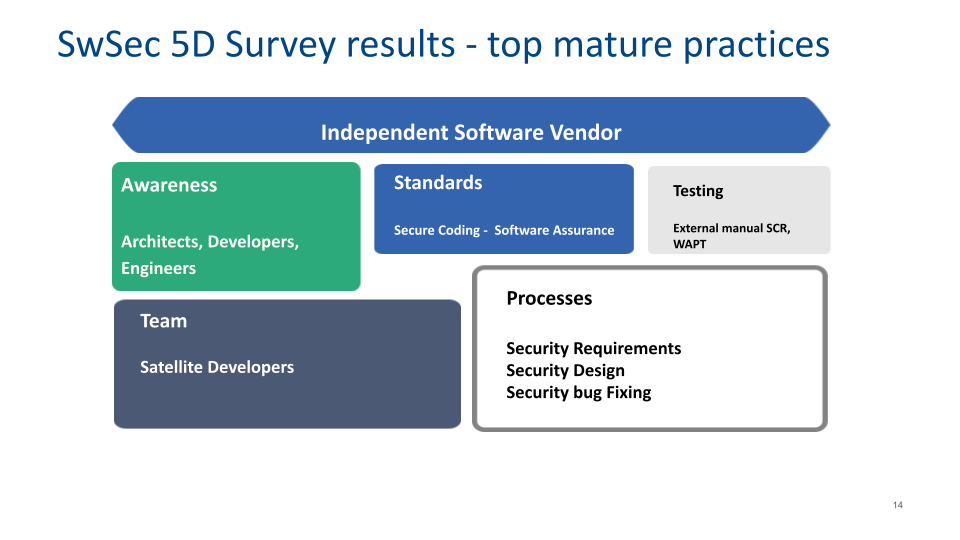 SwSec 5D Survey results - top mature practices
Independent Software Vendor
Awareness
Architects, Developers,
Engineers
Standards
Secure Coding - Software Assurance
Testing
External manual SCR,
WAPT
Team
Satellite Developers
Processes
Security Requirements
Security Design
Security bug Fixing
14